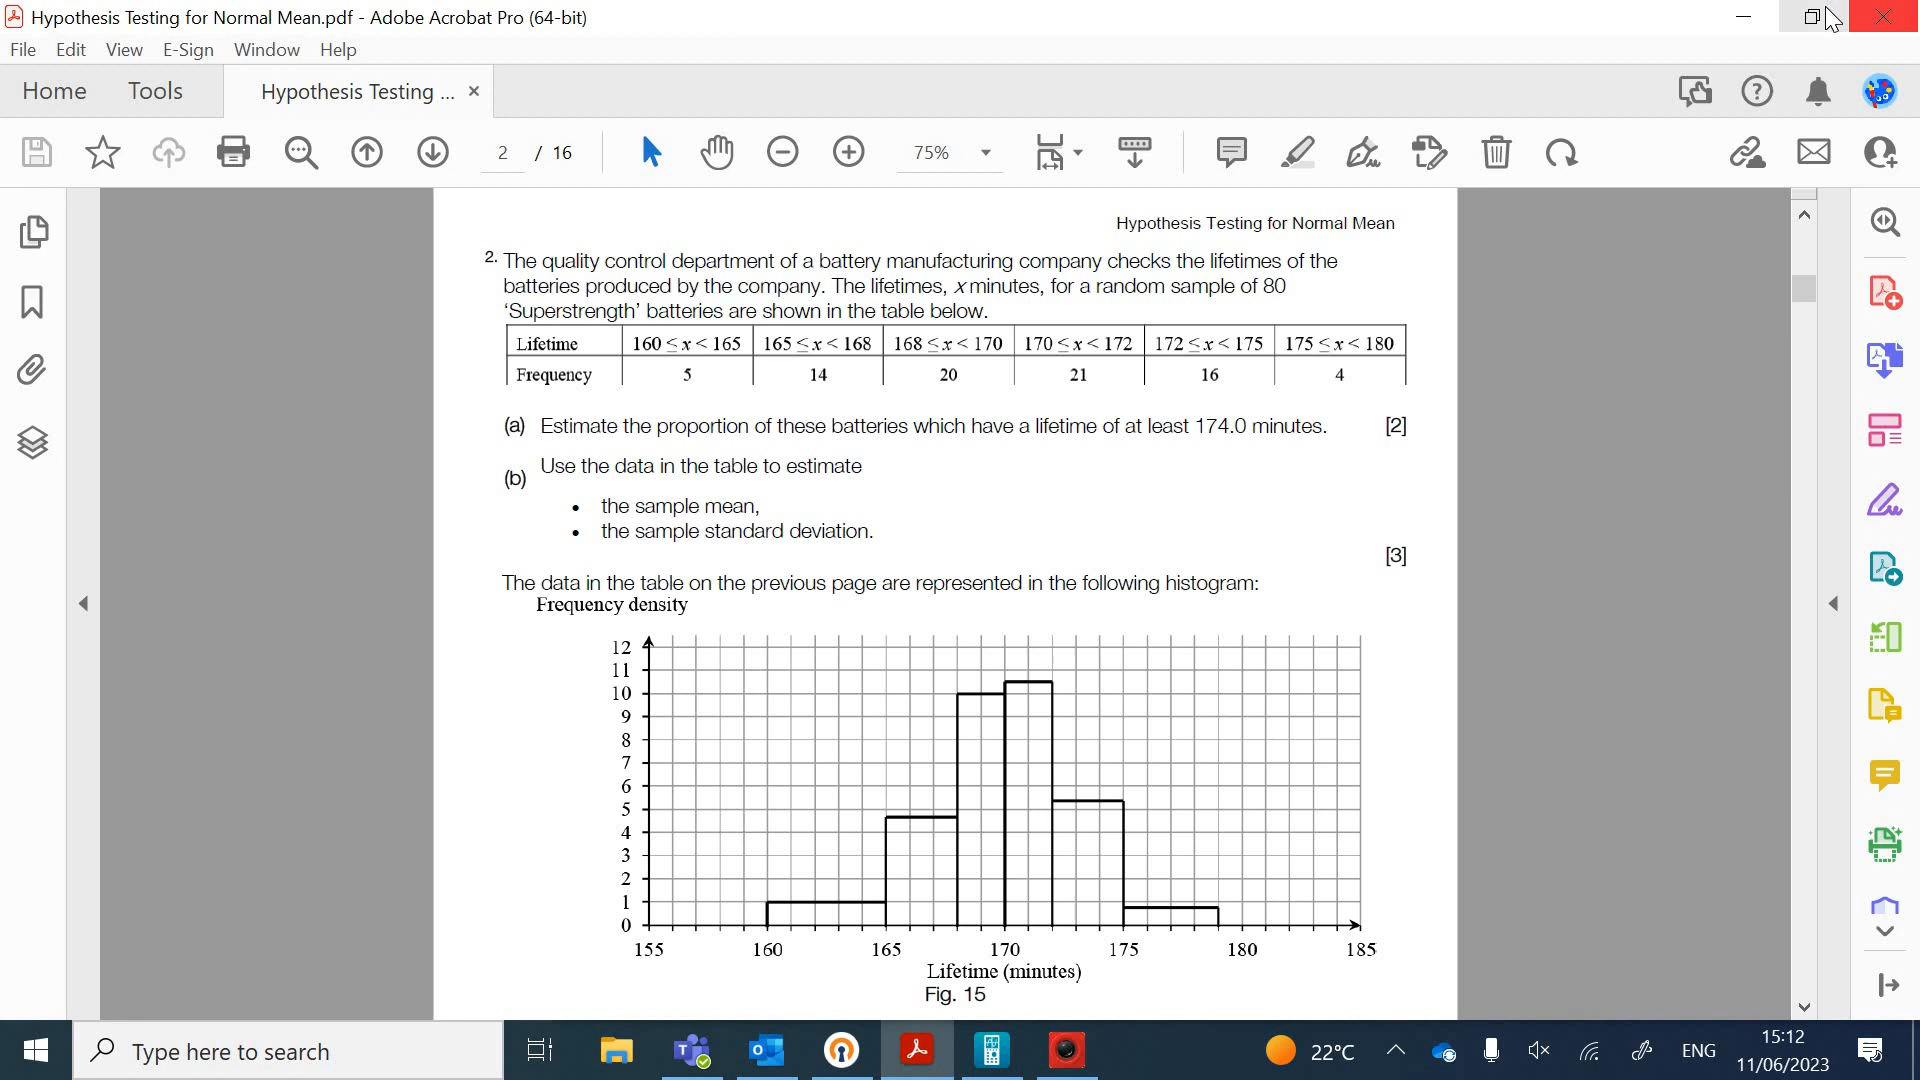 Hypothesis Testing for Normal Mean.pdf - Adobe Acrobat Pro (64-bit)
File Edit View E-Sign Window Help
Home Tools Hypothesis Testing ... ×
2 / 16 75%
Hypothesis Testing for Normal Mean
2. The quality control department of a battery manufacturing company checks the lifetimes of the
batteries produced by the company. The lifetimes, x minutes, for a random sample of 80
‘Superstrength’ batteries are shown in the table below.
Lifetime 160 ≤ x < 165 165 ≤ x < 168 168 ≤ x < 170 170 ≤ x < 172 172 ≤ x < 175 175 ≤ x < 180
Frequency 5 14 20 21 16 4
(a) Estimate the proportion of these batteries which have a lifetime of at least 174.0 minutes. [2]
(b) Use the data in the table to estimate
• the sample mean,
• the sample standard deviation.
[3]
The data in the table on the previous page are represented in the following histogram:
Frequency density
12
11
10
9
8
7
6
5
4
3
2
1
0
155 160 165 170 175 180 185
Lifetime (minutes)
Fig. 15
Type here to search
22°C
ENG
15:12
11/06/2023